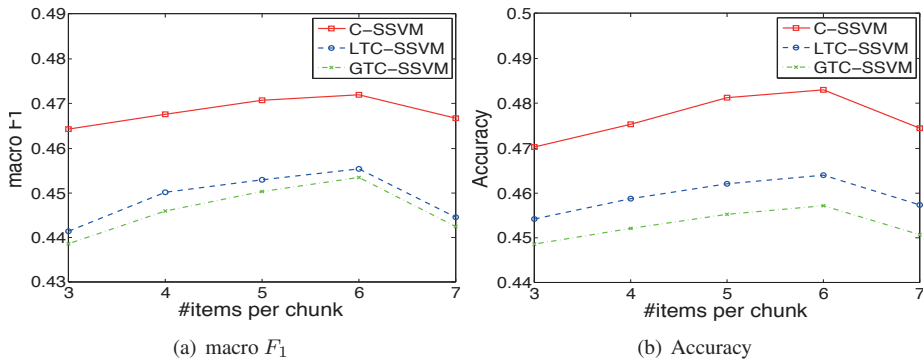 0.49
0.48
0.47
0.46
0.45
0.44
0.43
macro F1
3 4 5 6 7
#items per chunk
C−SSVM
LTC−SSVM
GTC−SSVM
(a) macro F1
0.5
0.49
0.48
0.47
0.46
0.45
0.44
Accuracy
3 4 5 6 7
#items per chunk
C−SSVM
LTC−SSVM
GTC−SSVM
(b) Accuracy